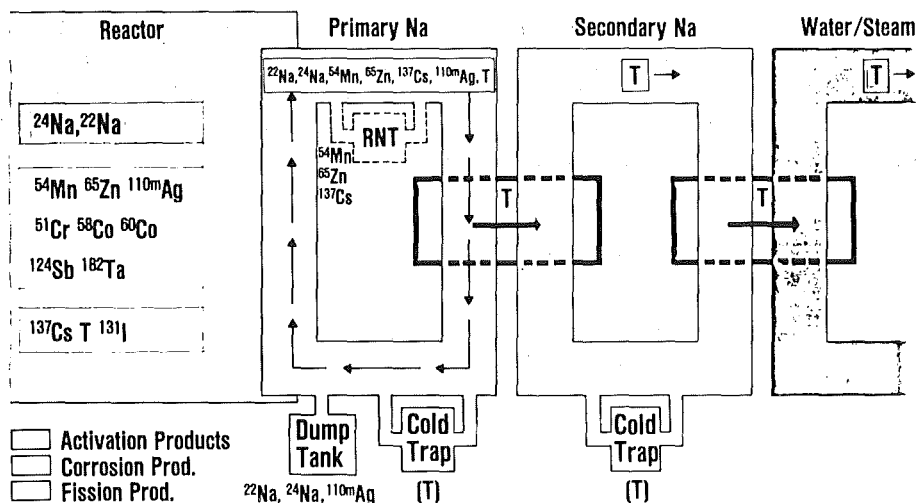 Reactor
Primary Na
Secondary Na
Water/Steam
²²Na, ²⁴Na, ⁵⁴Mn, ⁶⁵Zn, ¹³⁷Cs, ¹¹⁰ᵐAg, T
T
T
²⁴Na, ²²Na
RNT
⁵⁴Mn
⁶⁵Zn
¹³⁷Cs
⁵⁴Mn ⁶⁵Zn ¹¹⁰ᵐAg
⁵¹Cr ⁵⁸Co ⁶⁰Co
¹²⁴Sb ¹⁸²Ta
T
T
¹³⁷Cs T ¹³¹I
Activation Products
Corrosion Prod.
Fission Prod.
Dump
Tank
Cold
Trap
Cold
Trap
²²Na, ²⁴Na, ¹¹⁰ᵐAg
(T)
(T)